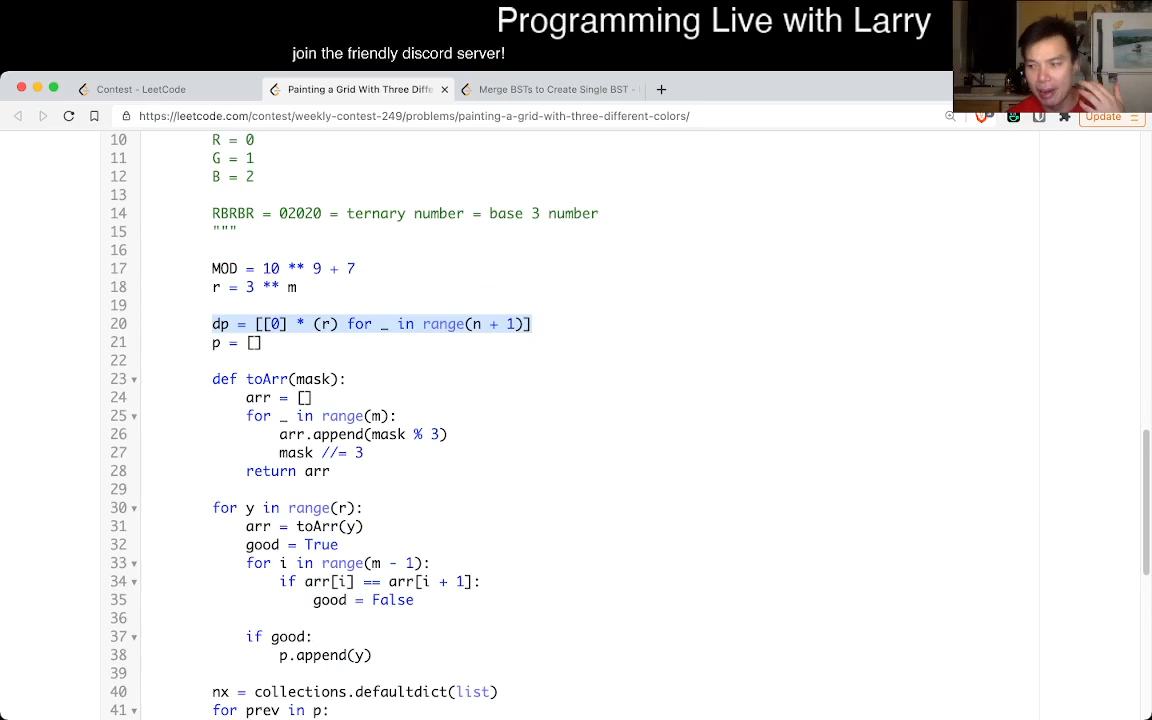 Programming Live with Larry
join the friendly discord server!
Contest - LeetCode
Painting a Grid With Three Diffe
Merge BSTs to Create Single BST -
https://leetcode.com/contest/weekly-contest-249/problems/painting-a-grid-with-three-different-colors/
Update
10 R = 0
11 G = 1
12 B = 2
13
14 RBRBR = 02020 = ternary number = base 3 number
15 """
16
17 MOD = 10 ** 9 + 7
18 r = 3 ** m
19
20 dp = [[0] * (r) for _ in range(n + 1)]
21 p = []
22
23 def toArr(mask):
24 arr = []
25 for _ in range(m):
26 arr.append(mask % 3)
27 mask //= 3
28 return arr
29
30 for y in range(r):
31 arr = toArr(y)
32 good = True
33 for i in range(m - 1):
34 if arr[i] == arr[i + 1]:
35 good = False
36
37 if good:
38 p.append(y)
39
40 nx = collections.defaultdict(list)
41 for prev in p: